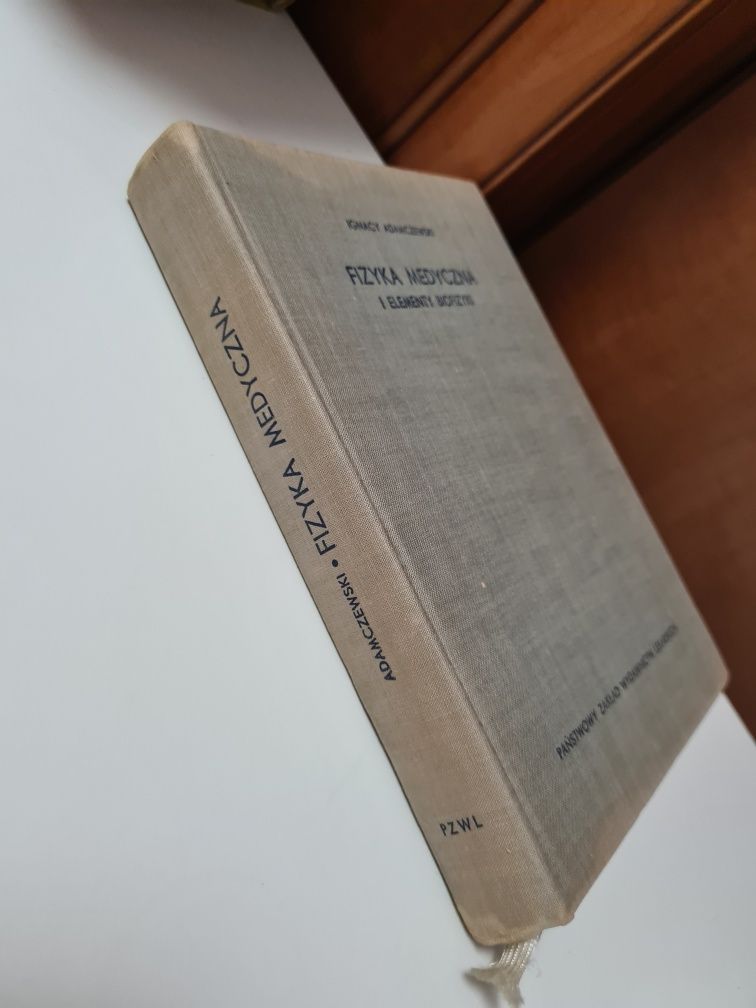 IGNACY ADAMCZEWSKI
FIZYKA MEDYCZNA
I ELEMENTY BIOFIZYKI
PAŃSTWOWY ZAKŁAD WYDAWNICTW LEKARSKICH
ADAMCZEWSKI • FIZYKA MEDYCZNA
PZWL